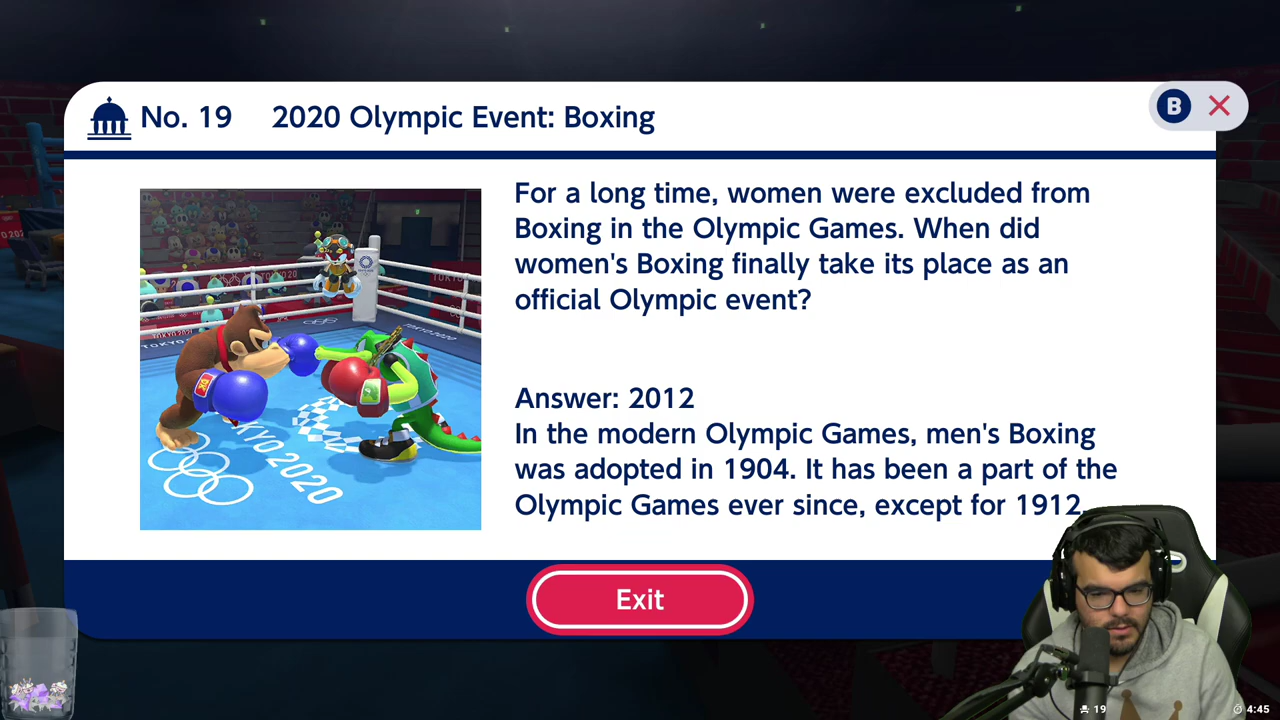 No. 19 2020 Olympic Event: Boxing
B
For a long time, women were excluded from
Boxing in the Olympic Games. When did
women's Boxing finally take its place as an
official Olympic event?
Answer: 2012
In the modern Olympic Games, men's Boxing
was adopted in 1904. It has been a part of the
Olympic Games ever since, except for 1912.
TOKYO 2020
DK
TOKYO 2020
Exit
19
4:45